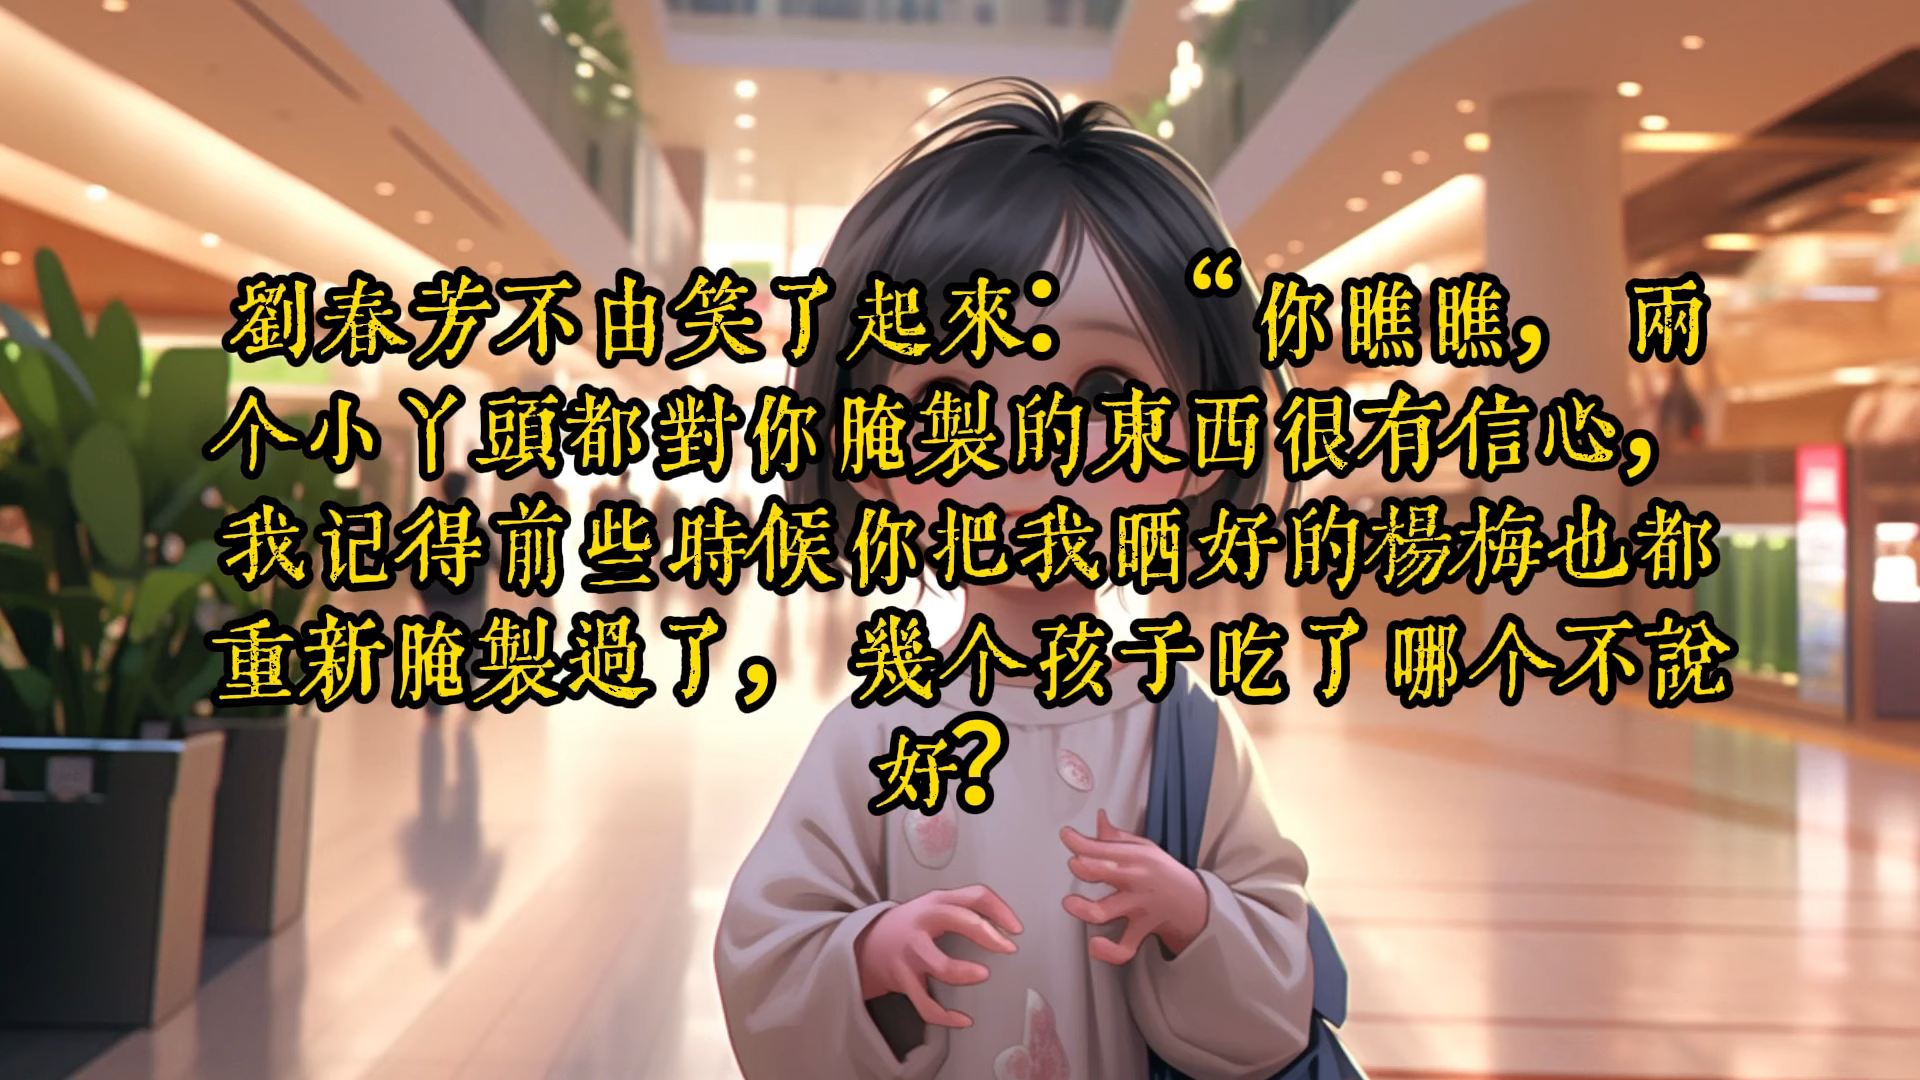 劉春芳不由笑了起來：“你瞧瞧，兩
个小丫頭都對你腌製的東西很有信心，
我记得前些時候你把我晒好的楊梅也都
重新腌製過了，幾个孩子吃了哪个不說
好？